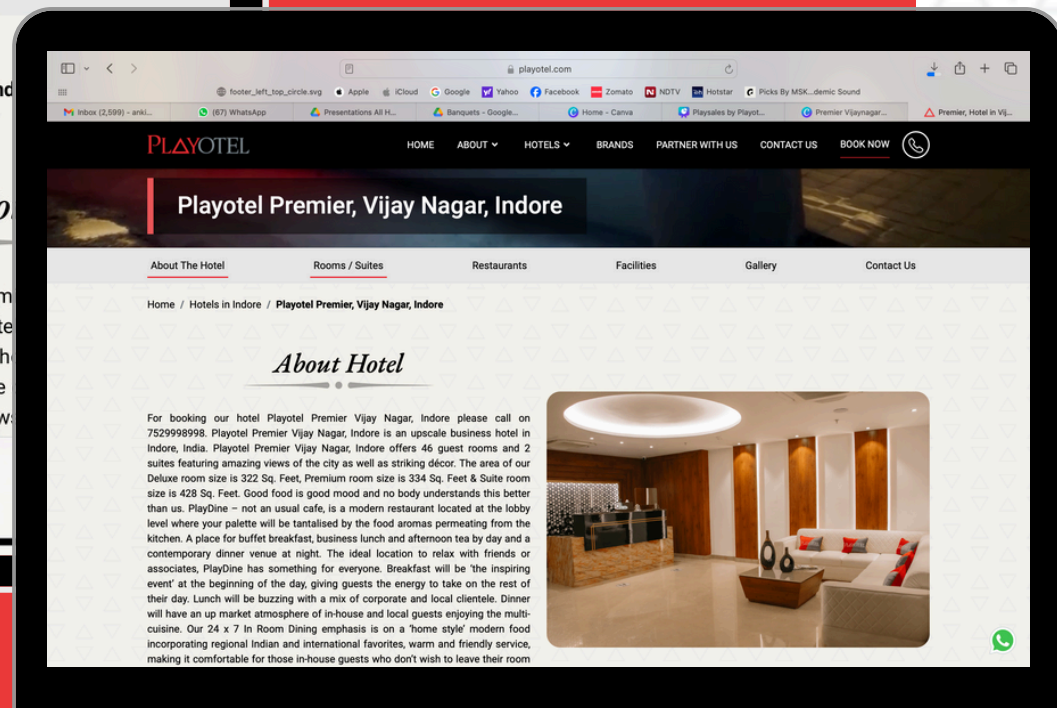 playotel.com
footer_left_top_circle.svg Apple iCloud Google Yahoo Facebook Zomato NDTV Hotstar Picks By MSK...demic Sound
Inbox (2,599) - anki... (67) WhatsApp Presentations All H... Banquets - Google... Home - Canva Playsales by Playot... Premier Vijaynagar... Premier, Hotel in Vij...
PLAYOTEL HOME ABOUT HOTELS BRANDS PARTNER WITH US CONTACT US BOOK NOW
Playotel Premier, Vijay Nagar, Indore
About The Hotel Rooms / Suites Restaurants Facilities Gallery Contact Us
Home / Hotels in Indore / Playotel Premier, Vijay Nagar, Indore
About Hotel
For booking our hotel Playotel Premier Vijay Nagar, Indore please call on
7529998998. Playotel Premier Vijay Nagar, Indore is an upscale business hotel in
Indore, India. Playotel Premier Vijay Nagar, Indore offers 46 guest rooms and 2
suites featuring amazing views of the city as well as striking décor. The area of our
Deluxe room size is 322 Sq. Feet, Premium room size is 334 Sq. Feet & Suite room
size is 428 Sq. Feet. Good food is good mood and no body understands this better
than us. PlayDine – not an usual cafe, is a modern restaurant located at the lobby
level where your palette will be tantalised by the food aromas permeating from the
kitchen. A place for buffet breakfast, business lunch and afternoon tea by day and a
contemporary dinner venue at night. The ideal location to relax with friends or
associates, PlayDine has something for everyone. Breakfast will be 'the inspiring
event' at the beginning of the day, giving guests the energy to take on the rest of
their day. Lunch will be buzzing with a mix of corporate and local clientele. Dinner
will have an up market atmosphere of in-house and local guests enjoying the multi-
cuisine. Our 24 x 7 In Room Dining emphasis is on a 'home style' modern food
incorporating regional Indian and international favorites, warm and friendly service,
making it comfortable for those in-house guests who don't wish to leave their room